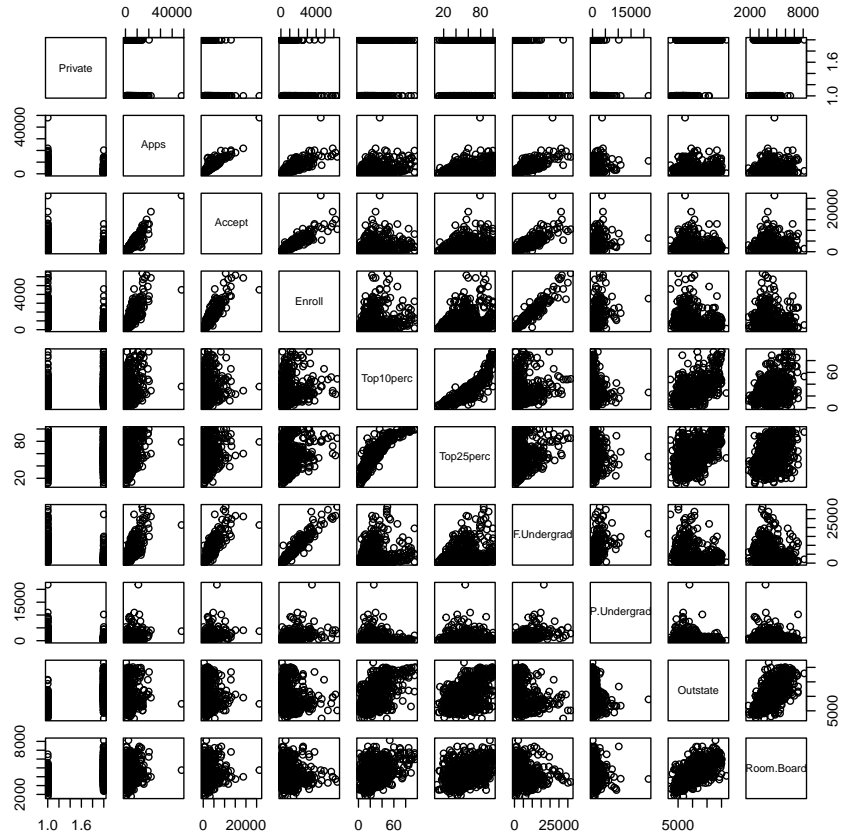 0 40000
0 4000
20 60 100
0 15000
2000 8000
Private
1.0 1.6
0 40000
Apps
Accept
0 20000
0 4000
Enroll
Top10perc
0 60
20 80
Top25perc
F.Undergrad
0 25000
0 15000
P.Undergrad
Outstate
5000
2000 8000
Room.Board
1.0 1.6
0 20000
0 60
0 25000
5000